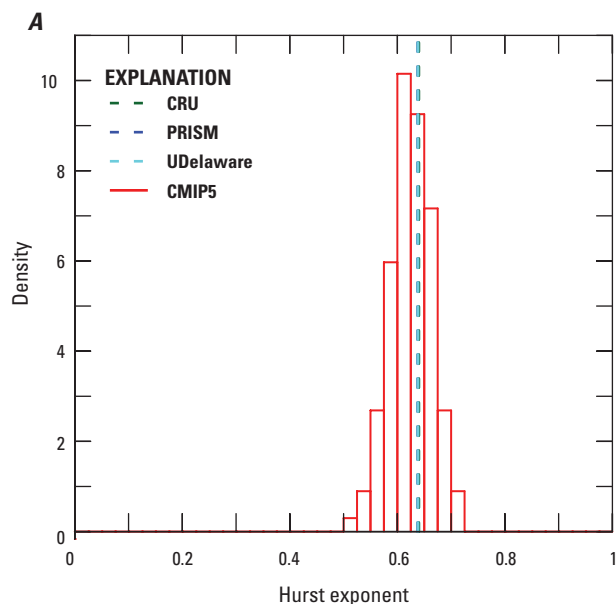 A
EXPLANATION
CRU
PRISM
UDelaware
CMIP5
Density
10
8
6
4
2
0
0 0.2 0.4 0.6 0.8 1
Hurst exponent